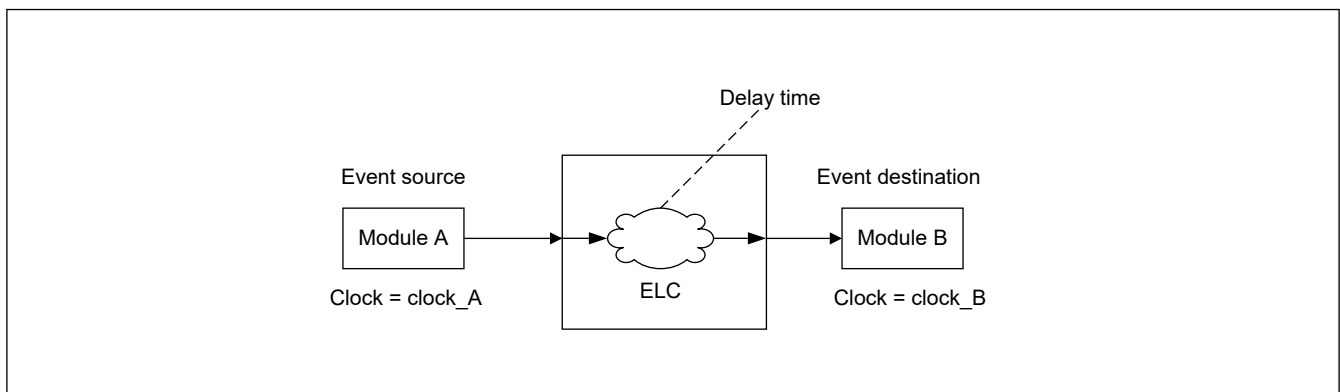 Delay time
Event source
Event destination
Module A
Module B
ELC
Clock = clock_A
Clock = clock_B